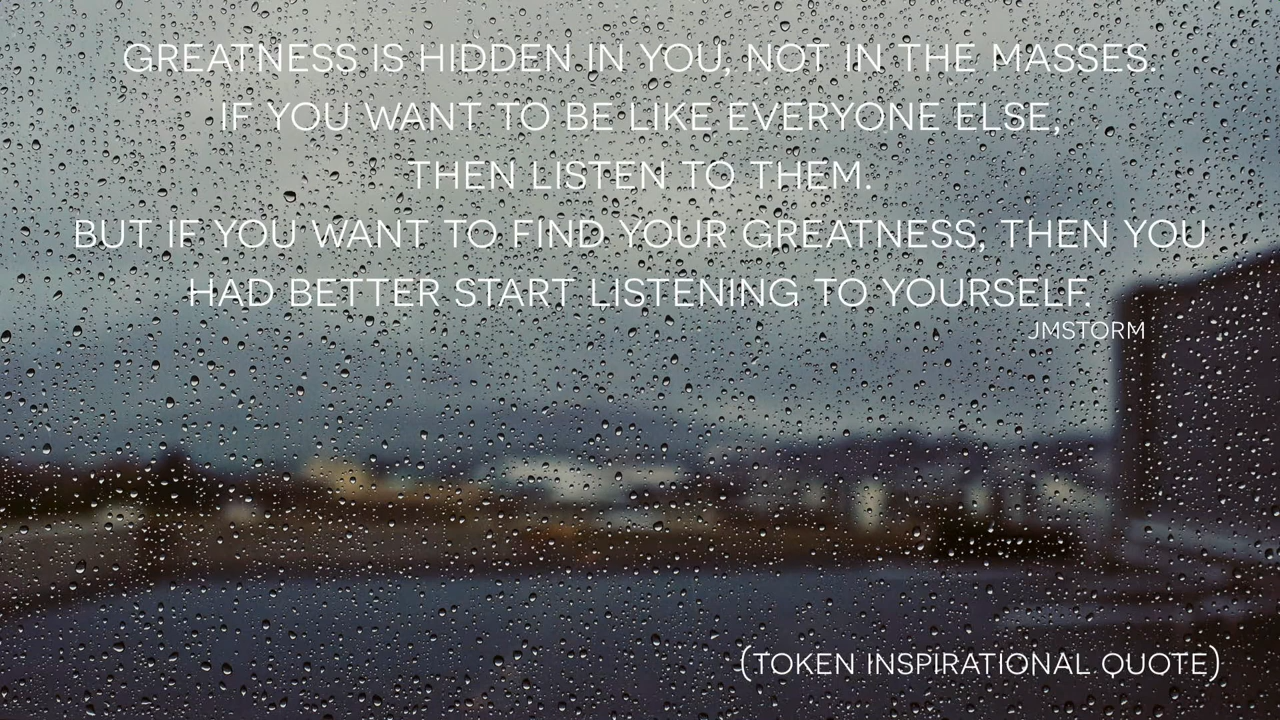 GREATNESS IS HIDDEN IN YOU, NOT IN THE MASSES.
IF YOU WANT TO BE LIKE EVERYONE ELSE,
THEN LISTEN TO THEM.
BUT IF YOU WANT TO FIND YOUR GREATNESS, THEN YOU
HAD BETTER START LISTENING TO YOURSELF.
JMSTORM
(TOKEN INSPIRATIONAL QUOTE)